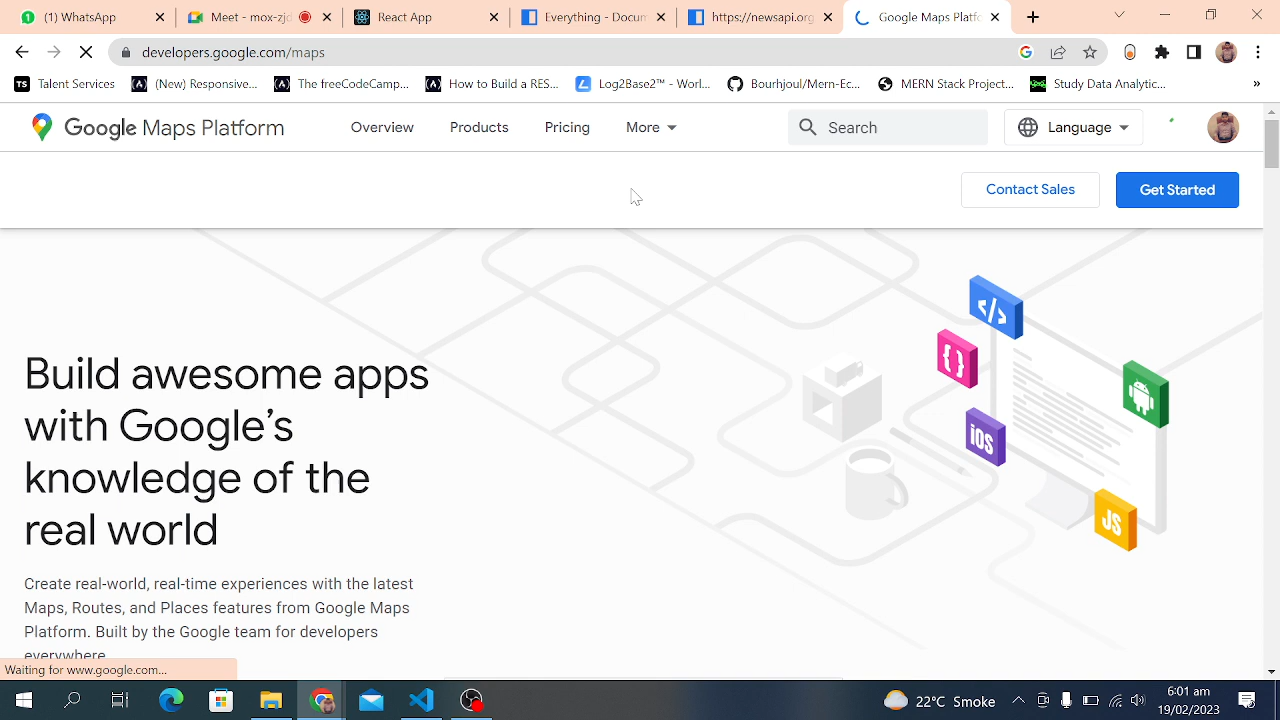 (1) WhatsApp
Meet - nox-zjd
React App
Everything - Docum
https://newsapi.org
Google Maps Platfo
developers.google.com/maps
TS Talent Services
(New) Responsive...
The freeCodeCamp...
How to Build a RES...
Log2Base2™ - Worl...
Bourhjoul/Mern-Ec...
MERN Stack Project...
Study Data Analytic...
»
Google Maps Platform
Overview
Products
Pricing
More
Search
Language
Contact Sales
Get Started
</>
{ }
iOS
JS
Build awesome apps
with Google's
knowledge of the
real world
Create real-world, real-time experiences with the latest
Maps, Routes, and Places features from Google Maps
Platform. Built by the Google team for developers
everywhere
Waiting for www.google.com...
22°C Smoke
6:01 am
19/02/2023